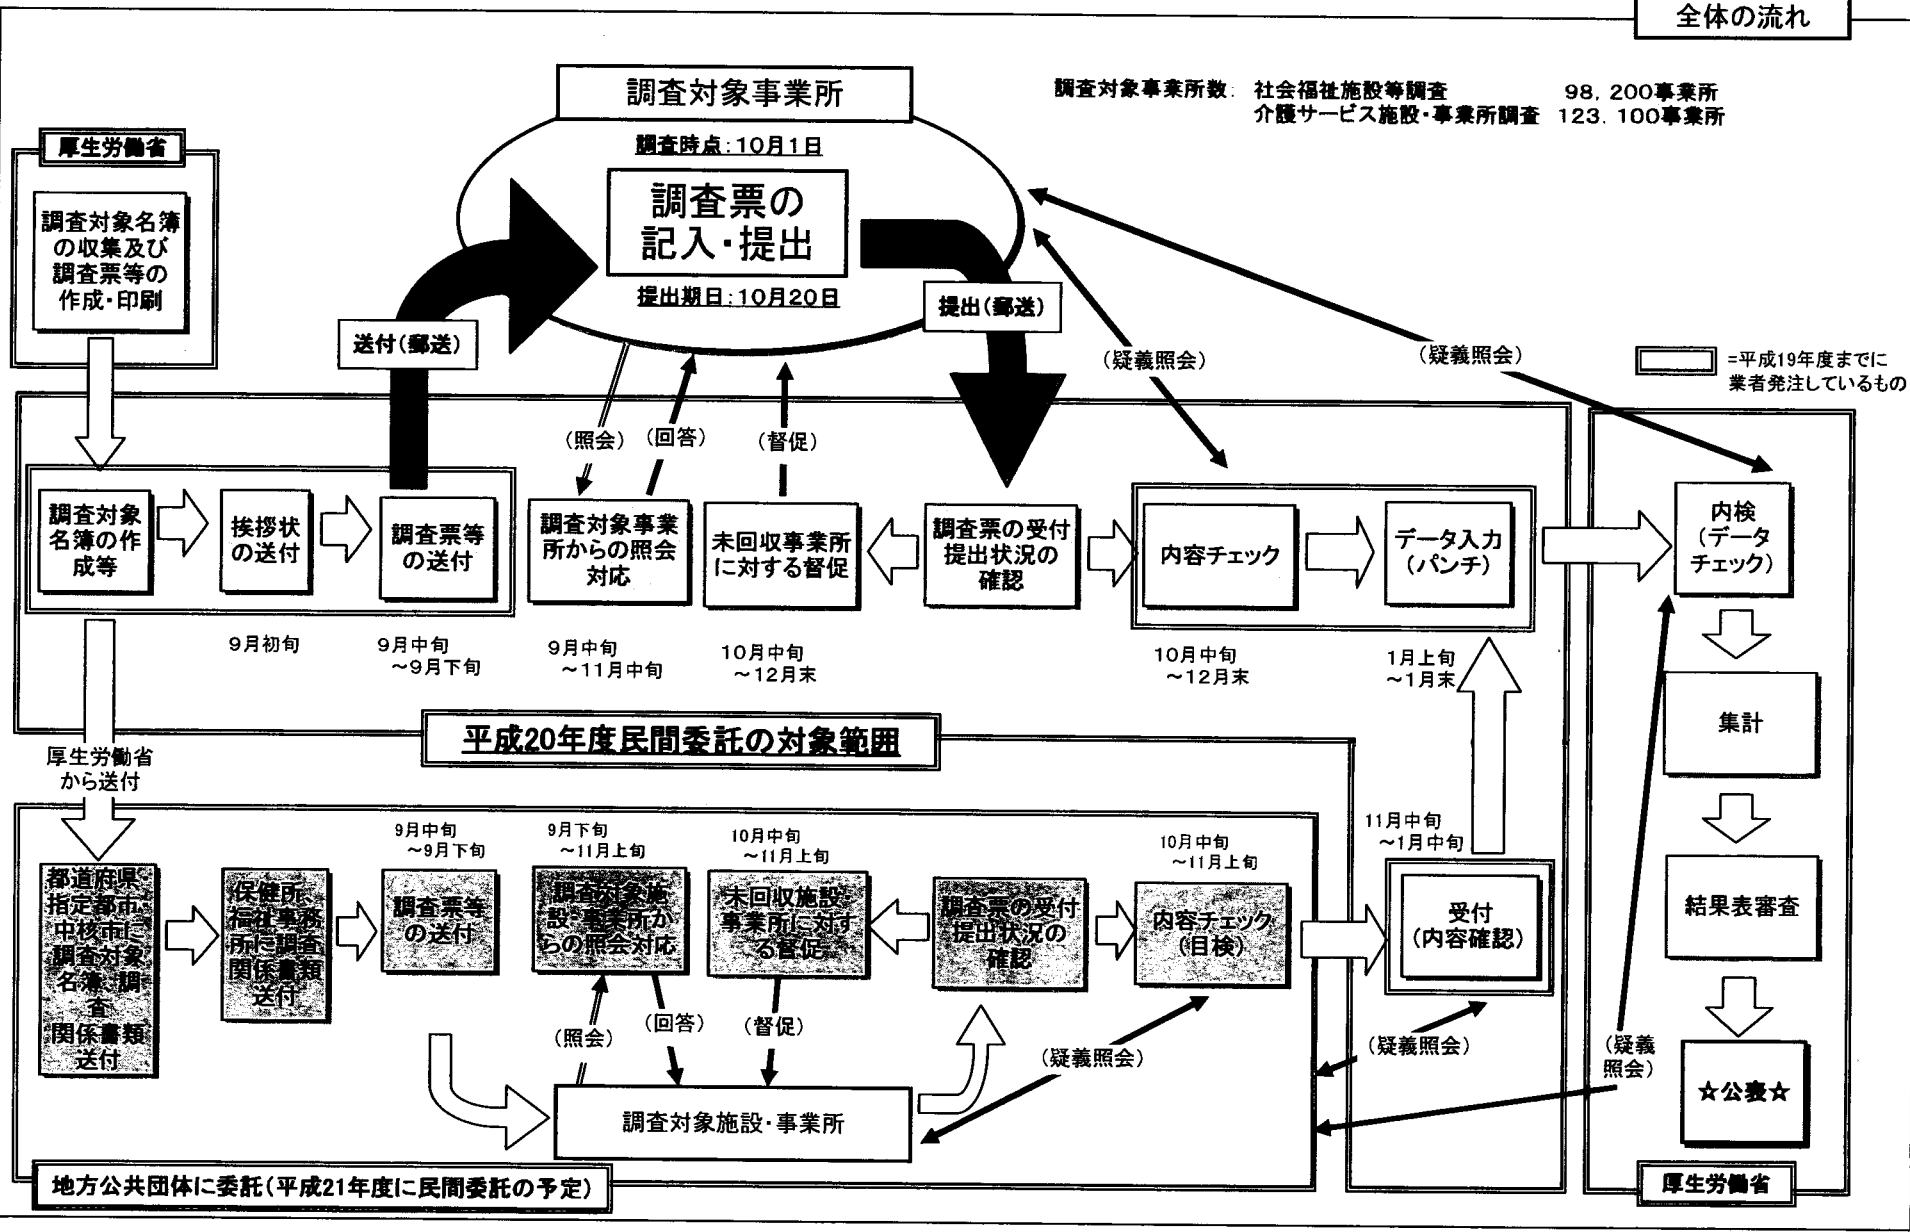 全体の流れ
調査対象事業所数: 社会福祉施設等調査 98,200事業所
介護サービス施設・事業所調査 123.100事業所
調査対象事業所
調査時点:10月1日
調査票の
記入・提出
提出期日:10月20日
厚生労働省
調査対象名簿
の収集及び
調査票等の
作成・印刷
送付(郵送)
提出(郵送)
(疑義照会)
(疑義照会)
=平成19年度までに
業者発注しているもの
(照会)
(回答)
(督促)
調査対象
名簿の作
成等
挨拶状
の送付
調査票等
の送付
調査対象事業
所からの照会
対応
未回収事業所
に対する督促
調査票の受付
提出状況の
確認
内容チェック
データ入力
(パンチ)
内検
(データ
チェック)
9月初旬
9月中旬
~9月下旬
9月中旬
~11月中旬
10月中旬
~12月末
10月中旬
~12月末
1月上旬
~1月末
集計
平成20年度民間委託の対象範囲
厚生労働省
から送付
9月中旬
~9月下旬
9月下旬
~11月上旬
10月中旬
~11月上旬
10月中旬
~11月上旬
11月中旬
~1月中旬
都道府県
指定都市
中核市に
調査対象
名簿、調
査
関係書類
送付
保健所
福祉事務
所に調査
関係書類
送付
調査票等
の送付
調査対象施
設・事業所か
らの照会対応
未回収施設・
事業所に対す
る督促
調査票の受付
提出状況の
確認
内容チェック
(目検)
受付
(内容確認)
結果表審査
(照会)
(回答)
(督促)
(疑義照会)
(疑義照会)
(疑義
照会)
調査対象施設・事業所
☆公表☆
地方公共団体に委託(平成21年度に民間委託の予定)
厚生労働省